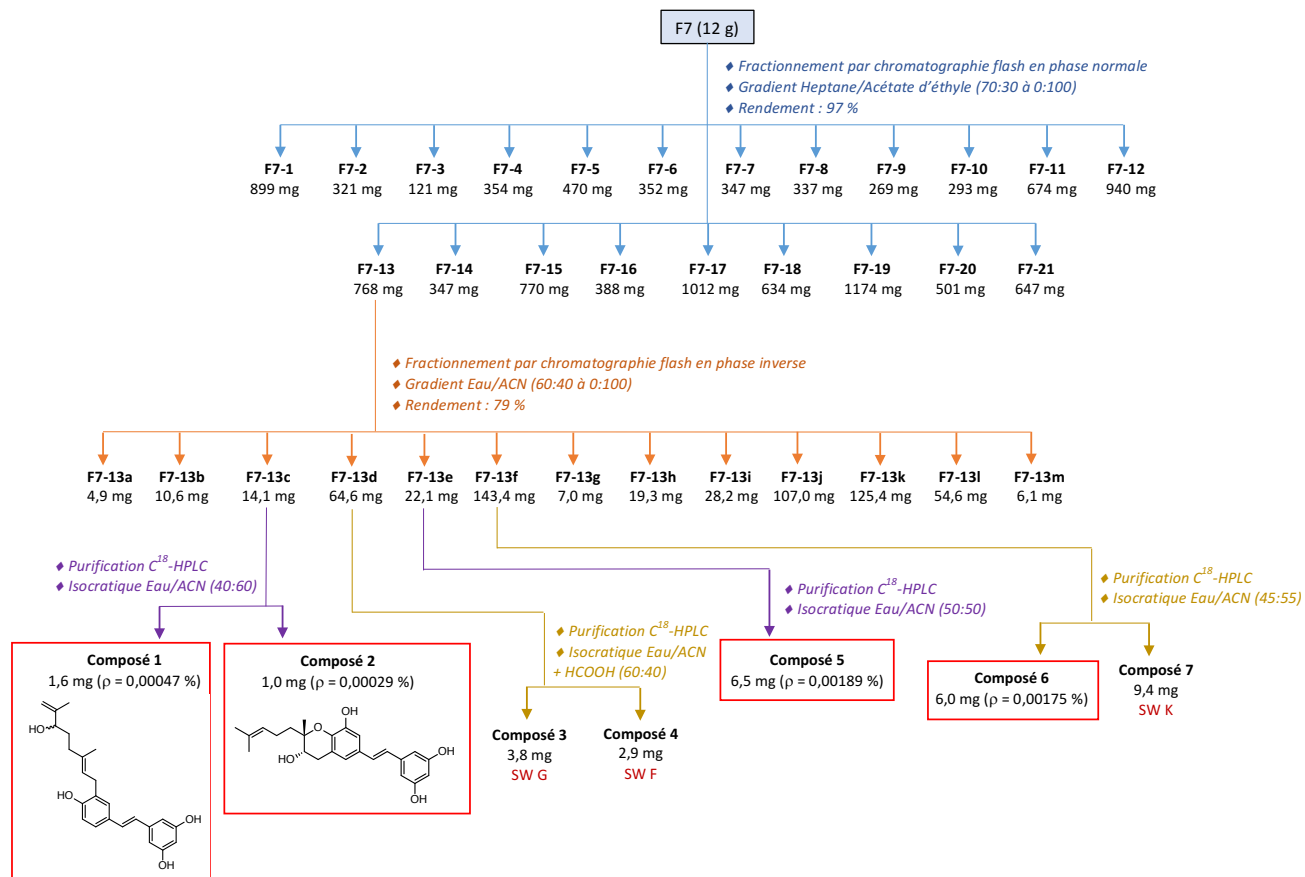 F7 (12 g)
♦ Fractionnement par chromatographie flash en phase normale
♦ Gradient Heptane/Acétate d'éthyle (70:30 à 0:100)
♦ Rendement : 97 %
F7-1 F7-2 F7-3 F7-4 F7-5 F7-6 F7-7 F7-8 F7-9 F7-10 F7-11 F7-12
899 mg 321 mg 121 mg 354 mg 470 mg 352 mg 347 mg 337 mg 269 mg 293 mg 674 mg 940 mg
F7-13 F7-14 F7-15 F7-16 F7-17 F7-18 F7-19 F7-20 F7-21
768 mg 347 mg 770 mg 388 mg 1012 mg 634 mg 1174 mg 501 mg 647 mg
♦ Fractionnement par chromatographie flash en phase inverse
♦ Gradient Eau/ACN (60:40 à 0:100)
♦ Rendement : 79 %
F7-13a F7-13b F7-13c F7-13d F7-13e F7-13f F7-13g F7-13h F7-13i F7-13j F7-13k F7-13l F7-13m
4,9 mg 10,6 mg 14,1 mg 64,6 mg 22,1 mg 143,4 mg 7,0 mg 19,3 mg 28,2 mg 107,0 mg 125,4 mg 54,6 mg 6,1 mg
♦ Purification C18-HPLC
♦ Isocratique Eau/ACN (40:60)
♦ Purification C18-HPLC
♦ Isocratique Eau/ACN
+ HCOOH (60:40)
♦ Purification C18-HPLC
♦ Isocratique Eau/ACN (50:50)
♦ Purification C18-HPLC
♦ Isocratique Eau/ACN (45:55)
Composé 1
1,6 mg (ρ = 0,00047 %)
HO
HO
OH
OH
Composé 2
1,0 mg (ρ = 0,00029 %)
OH
O
HO
OH
OH
Composé 3
3,8 mg
SW G
Composé 4
2,9 mg
SW F
Composé 5
6,5 mg (ρ = 0,00189 %)
Composé 6
6,0 mg (ρ = 0,00175 %)
Composé 7
9,4 mg
SW K